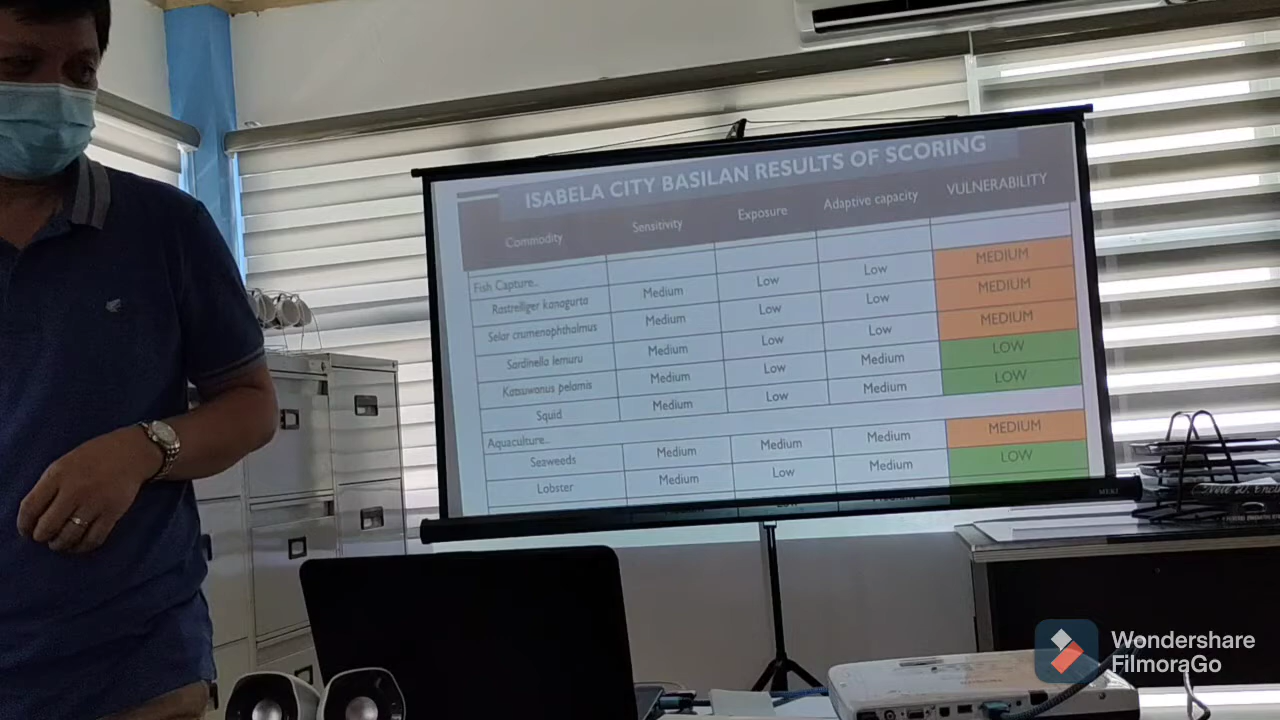 ISABELA CITY BASILAN RESULTS OF SCORING
Commodity Sensitivity Exposure Adaptive capacity VULNERABILITY
Fish Capture..
Rastrelliger kanagurta Medium Low Low MEDIUM
Selar crumenophthalmus Medium Low Low MEDIUM
Sardinella lemuru Medium Low Low MEDIUM
Katsuwanus pelamis Medium Low Medium LOW
Squid Medium Low Medium LOW
Aquaculture..
Seaweeds Medium Medium Medium MEDIUM
Lobster Medium Low Medium LOW
Wondershare
FilmoraGo